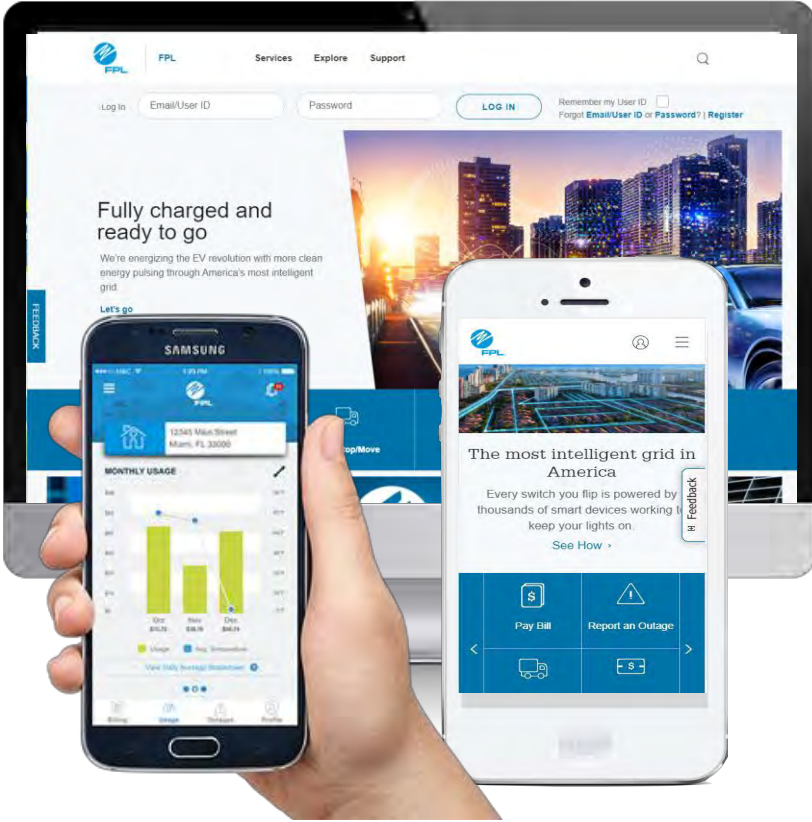 FPL
FPL
Services
Explore
Support
Log In
Email/User ID
Password
LOG IN
Remember my User ID
Forgot Email/User ID or Password? | Register
Fully charged and
ready to go
We're energizing the EV revolution with more clean
energy pulsing through America's most intelligent
grid.
Let's go
FEEDBACK
SAMSUNG
FPL
12345 Main Street
Miami, FL 33000
MONTHLY USAGE
Oct
Nov
Dec
Usage
Avg. Temperature
Billing
Usage
Outages
Profile
FPL
The most intelligent grid in
America
Every switch you flip is powered by
thousands of smart devices working
keep your lights on.
See How ›
Feedback
Pay Bill
Report an Outage